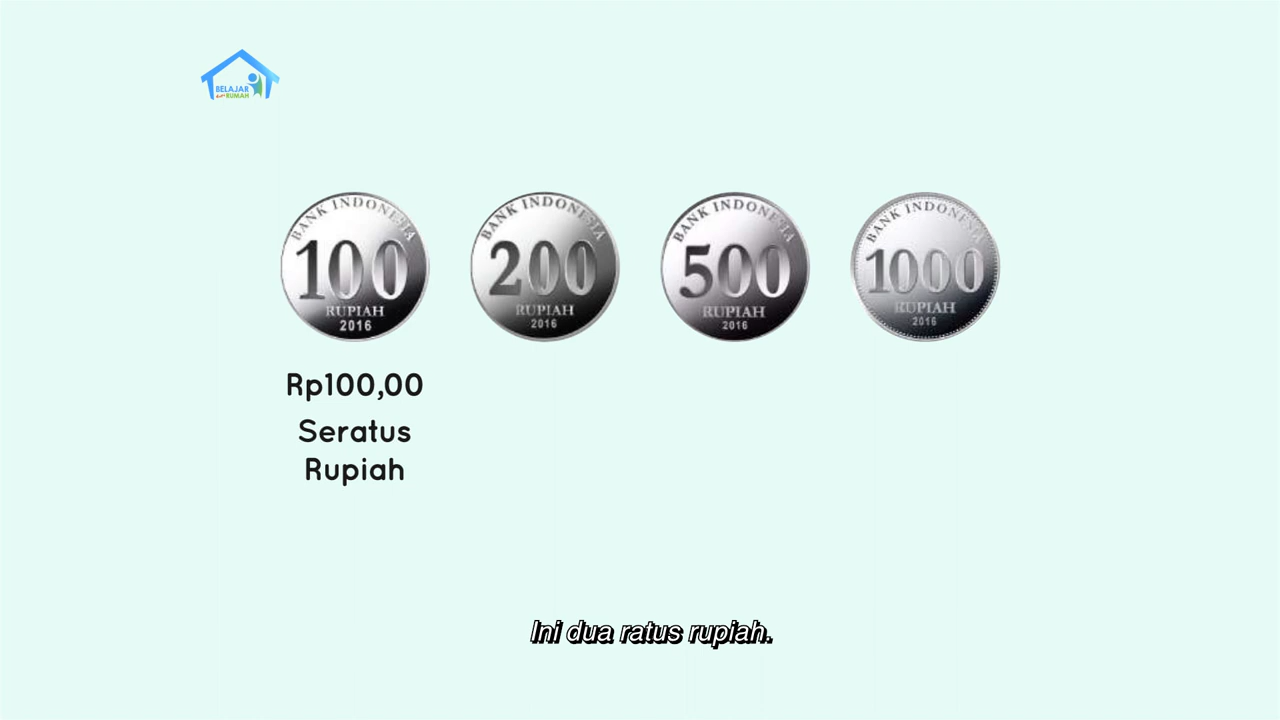 BELAJAR
dari RUMAH
BANK INDONESIA
100
RUPIAH
2016
BANK INDONESIA
200
RUPIAH
2016
BANK INDONESIA
500
RUPIAH
2016
BANK INDONESIA
1000
RUPIAH
2016
Rp100,00
Seratus
Rupiah
Ini dua ratus rupiah.